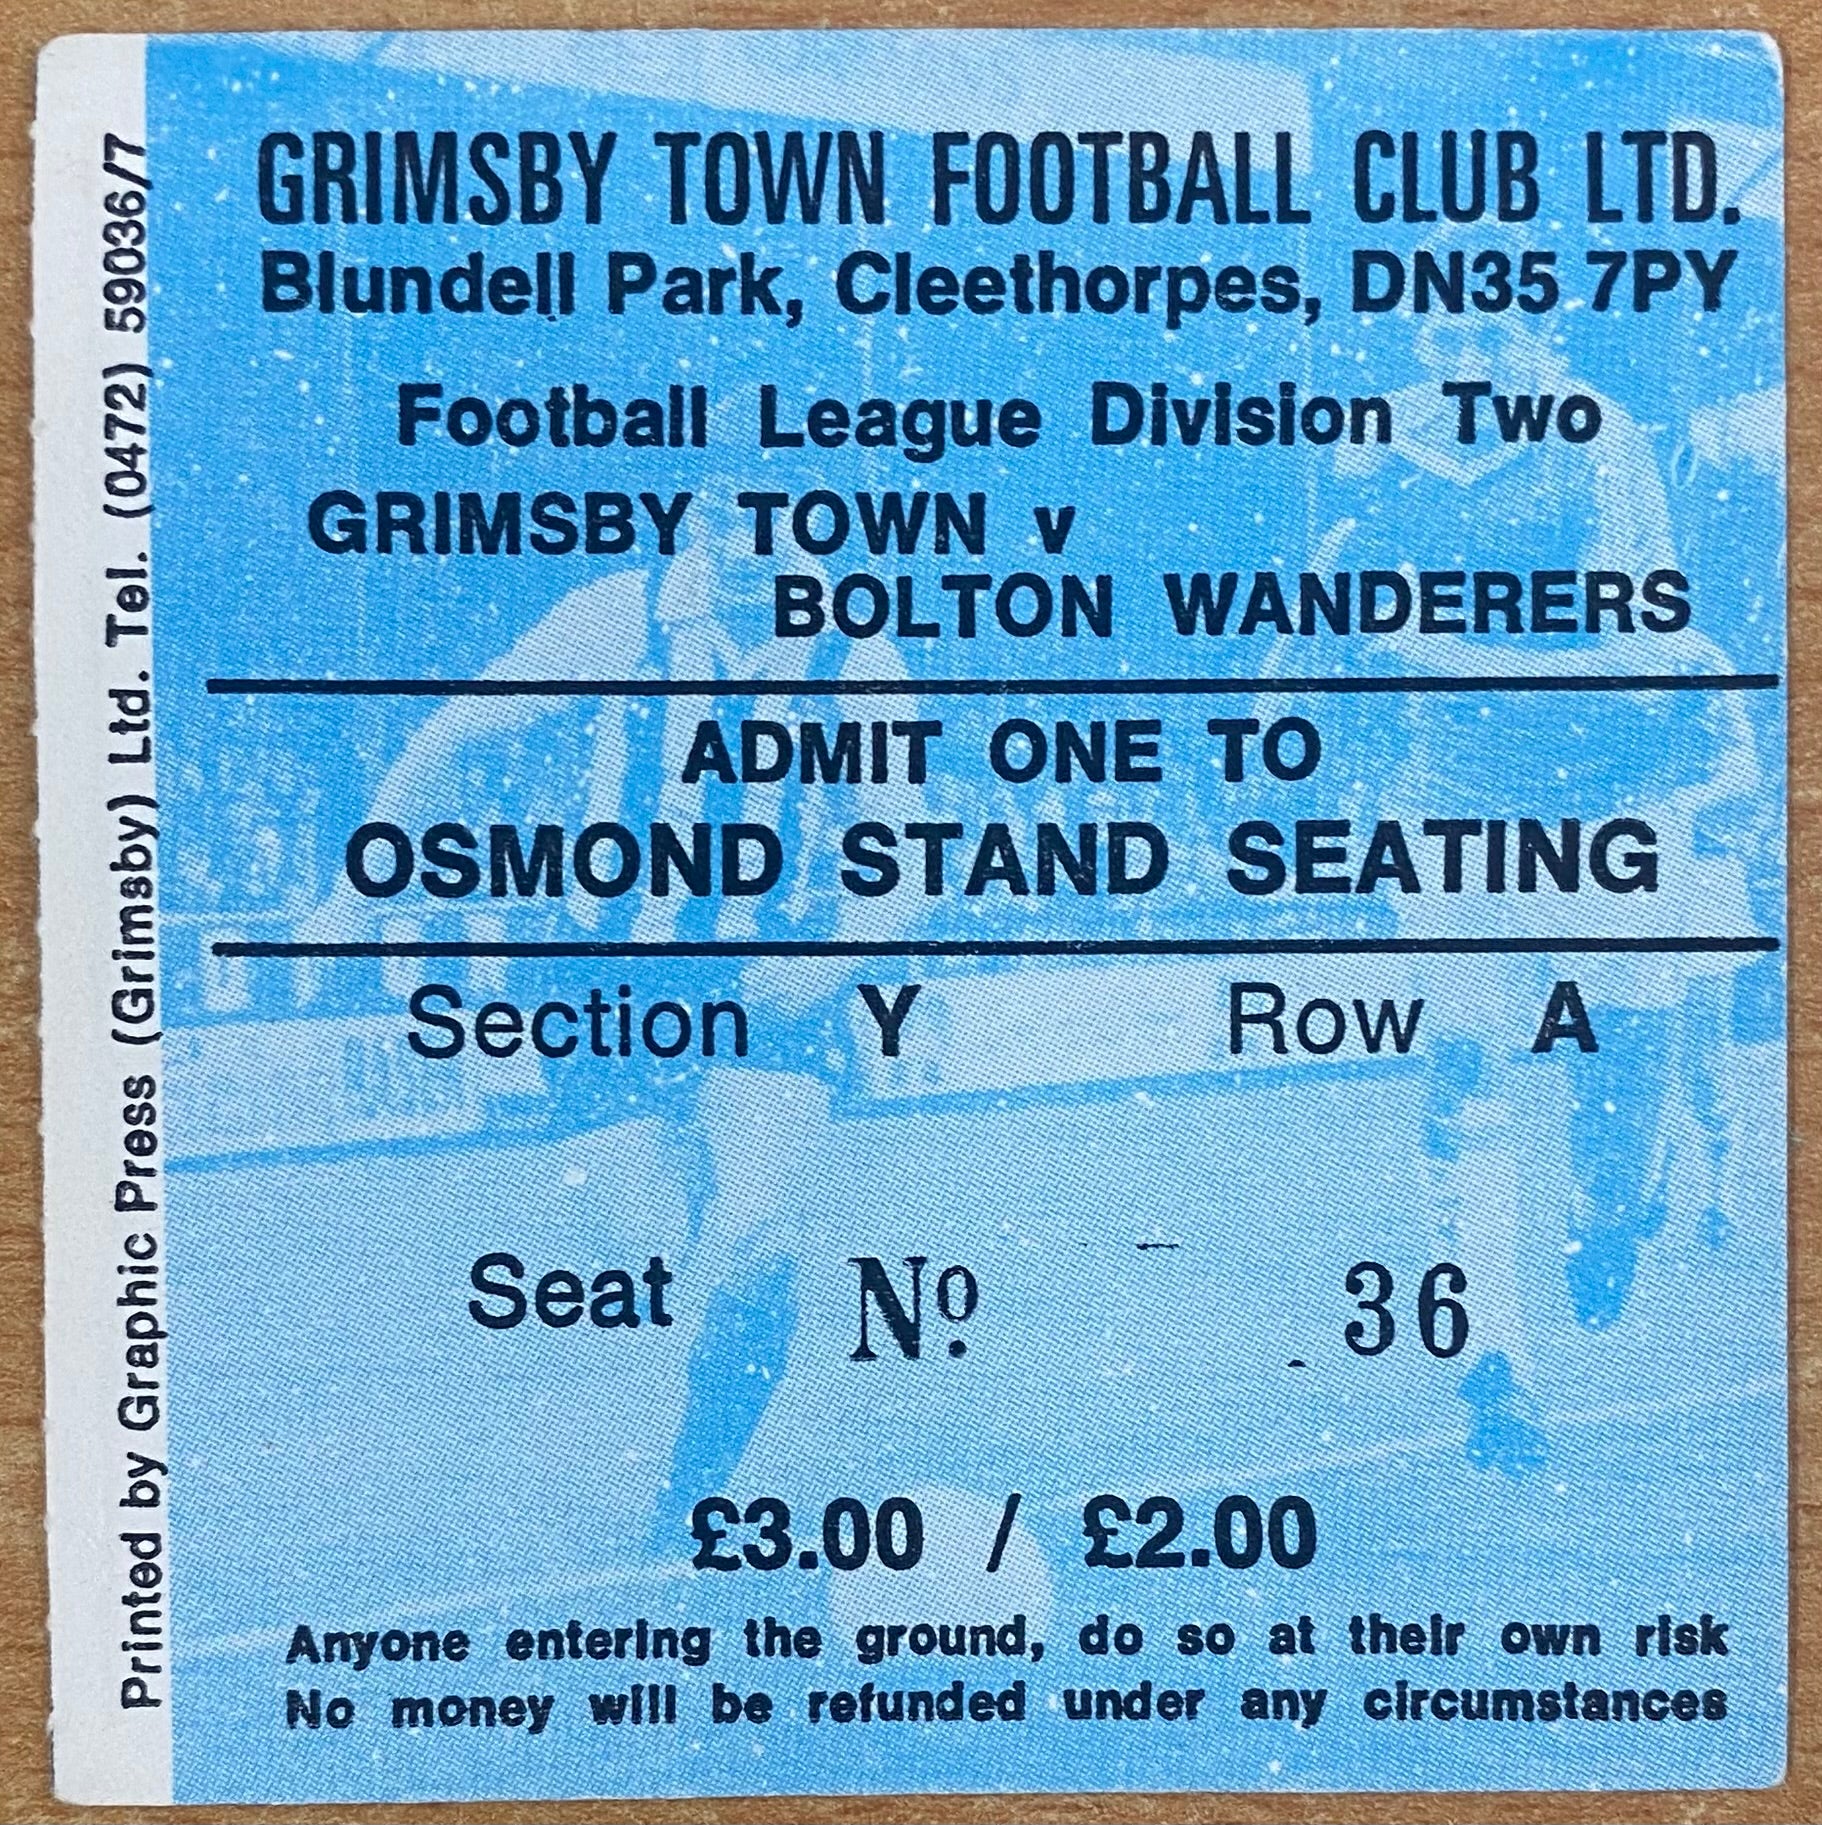 GRIMSBY TOWN FOOTBALL CLUB LTD.
Blundell Park, Cleethorpes, DN35 7PY
Football League Division Two
GRIMSBY TOWN v
BOLTON WANDERERS
ADMIT ONE TO
OSMOND STAND SEATING
Section Y Row A
Seat Nº 36
£3.00 / £2.00
Anyone entering the ground, do so at their own risk
No money will be refunded under any circumstances
Printed by Graphic Press (Grimsby) Ltd. Tel. (0472) 59036/7